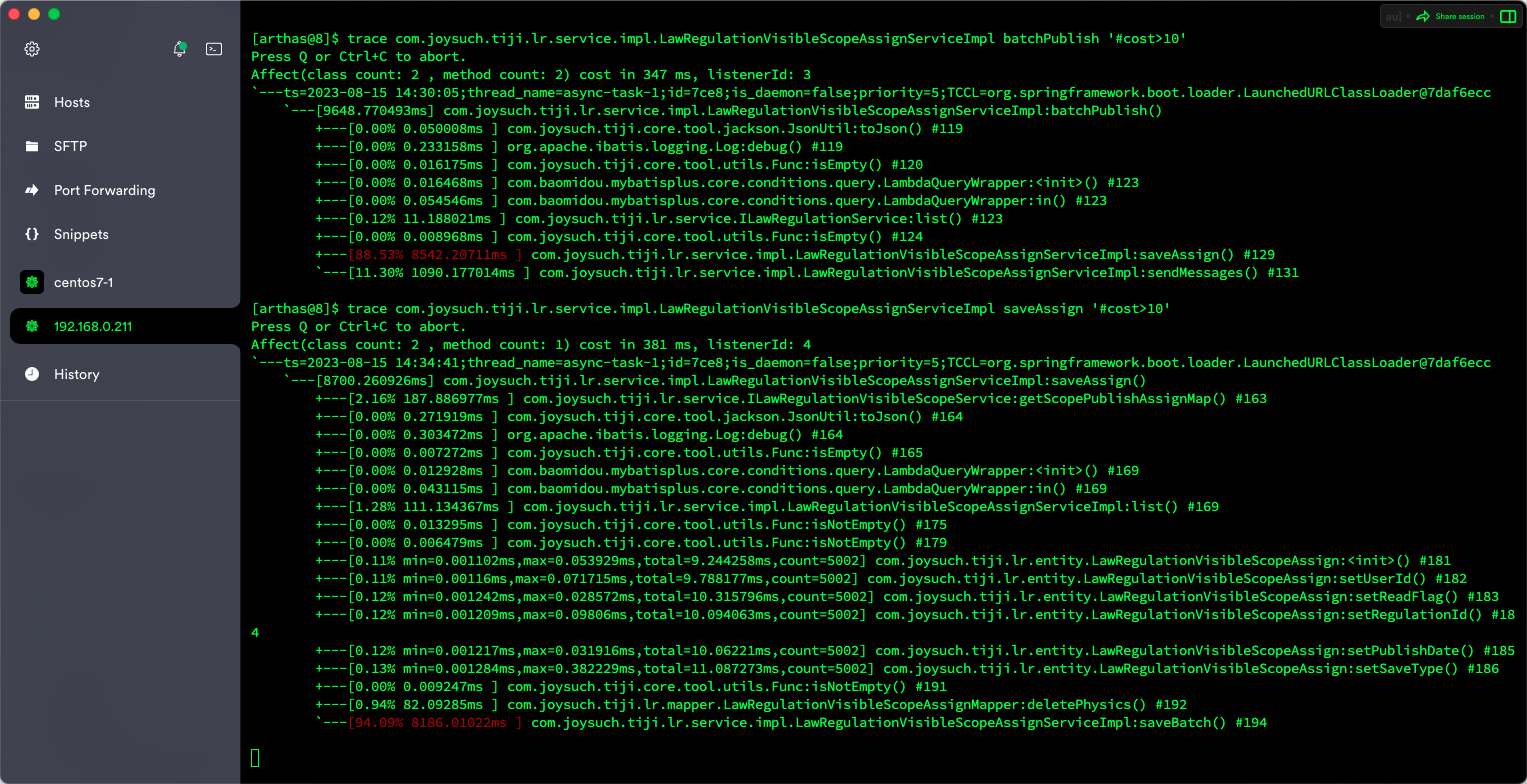 au|
Share session
Hosts
SFTP
Port Forwarding
Snippets
centos7-1
192.168.0.211
History
[arthas@8]$ trace com.joysuch.tiji.lr.service.impl.LawRegulationVisibleScopeAssignServiceImpl batchPublish '#cost>10'
Press Q or Ctrl+C to abort.
Affect(class count: 2 , method count: 2) cost in 347 ms, listenerId: 3
`---ts=2023-08-15 14:30:05;thread_name=async-task-1;id=7ce8;is_daemon=false;priority=5;TCCL=org.springframework.boot.loader.LaunchedURLClassLoader@7daf6ecc
`---[9648.770493ms] com.joysuch.tiji.lr.service.impl.LawRegulationVisibleScopeAssignServiceImpl:batchPublish()
+---[0.00% 0.050008ms ] com.joysuch.tiji.core.tool.jackson.JsonUtil:toJson() #119
+---[0.00% 0.233158ms ] org.apache.ibatis.logging.Log:debug() #119
+---[0.00% 0.016175ms ] com.joysuch.tiji.core.tool.utils.Func:isEmpty() #120
+---[0.00% 0.016468ms ] com.baomidou.mybatisplus.core.conditions.query.LambdaQueryWrapper:<init>() #123
+---[0.00% 0.054546ms ] com.baomidou.mybatisplus.core.conditions.query.LambdaQueryWrapper:in() #123
+---[0.12% 11.188021ms ] com.joysuch.tiji.lr.service.ILawRegulationService:list() #123
+---[0.00% 0.008968ms ] com.joysuch.tiji.core.tool.utils.Func:isEmpty() #124
+---[88.53% 8542.20711ms ] com.joysuch.tiji.lr.service.impl.LawRegulationVisibleScopeAssignServiceImpl:saveAssign() #129
`---[11.30% 1090.177014ms ] com.joysuch.tiji.lr.service.impl.LawRegulationVisibleScopeAssignServiceImpl:sendMessages() #131
[arthas@8]$ trace com.joysuch.tiji.lr.service.impl.LawRegulationVisibleScopeAssignServiceImpl saveAssign '#cost>10'
Press Q or Ctrl+C to abort.
Affect(class count: 2 , method count: 1) cost in 381 ms, listenerId: 4
`---ts=2023-08-15 14:34:41;thread_name=async-task-1;id=7ce8;is_daemon=false;priority=5;TCCL=org.springframework.boot.loader.LaunchedURLClassLoader@7daf6ecc
`---[8700.260926ms] com.joysuch.tiji.lr.service.impl.LawRegulationVisibleScopeAssignServiceImpl:saveAssign()
+---[2.16% 187.886977ms ] com.joysuch.tiji.lr.service.ILawRegulationVisibleScopeService:getScopePublishAssignMap() #163
+---[0.00% 0.271919ms ] com.joysuch.tiji.core.tool.jackson.JsonUtil:toJson() #164
+---[0.00% 0.303472ms ] org.apache.ibatis.logging.Log:debug() #164
+---[0.00% 0.007272ms ] com.joysuch.tiji.core.tool.utils.Func:isEmpty() #165
+---[0.00% 0.012928ms ] com.baomidou.mybatisplus.core.conditions.query.LambdaQueryWrapper:<init>() #169
+---[0.00% 0.043115ms ] com.baomidou.mybatisplus.core.conditions.query.LambdaQueryWrapper:in() #169
+---[1.28% 111.134367ms ] com.joysuch.tiji.lr.service.impl.LawRegulationVisibleScopeAssignServiceImpl:list() #169
+---[0.00% 0.013295ms ] com.joysuch.tiji.core.tool.utils.Func:isNotEmpty() #175
+---[0.00% 0.006479ms ] com.joysuch.tiji.core.tool.utils.Func:isNotEmpty() #179
+---[0.11% min=0.001102ms,max=0.053929ms,total=9.244258ms,count=5002] com.joysuch.tiji.lr.entity.LawRegulationVisibleScopeAssign:<init>() #181
+---[0.11% min=0.00116ms,max=0.071715ms,total=9.788177ms,count=5002] com.joysuch.tiji.lr.entity.LawRegulationVisibleScopeAssign:setUserId() #182
+---[0.12% min=0.001242ms,max=0.028572ms,total=10.315796ms,count=5002] com.joysuch.tiji.lr.entity.LawRegulationVisibleScopeAssign:setReadFlag() #183
+---[0.12% min=0.001209ms,max=0.09806ms,total=10.094063ms,count=5002] com.joysuch.tiji.lr.entity.LawRegulationVisibleScopeAssign:setRegulationId() #18
4
+---[0.12% min=0.001217ms,max=0.031916ms,total=10.06221ms,count=5002] com.joysuch.tiji.lr.entity.LawRegulationVisibleScopeAssign:setPublishDate() #185
+---[0.13% min=0.001284ms,max=0.382229ms,total=11.087273ms,count=5002] com.joysuch.tiji.lr.entity.LawRegulationVisibleScopeAssign:setSaveType() #186
+---[0.00% 0.009247ms ] com.joysuch.tiji.core.tool.utils.Func:isNotEmpty() #191
+---[0.94% 82.09285ms ] com.joysuch.tiji.lr.mapper.LawRegulationVisibleScopeAssignMapper:deletePhysics() #192
`---[94.09% 8186.01022ms ] com.joysuch.tiji.lr.service.impl.LawRegulationVisibleScopeAssignServiceImpl:saveBatch() #194